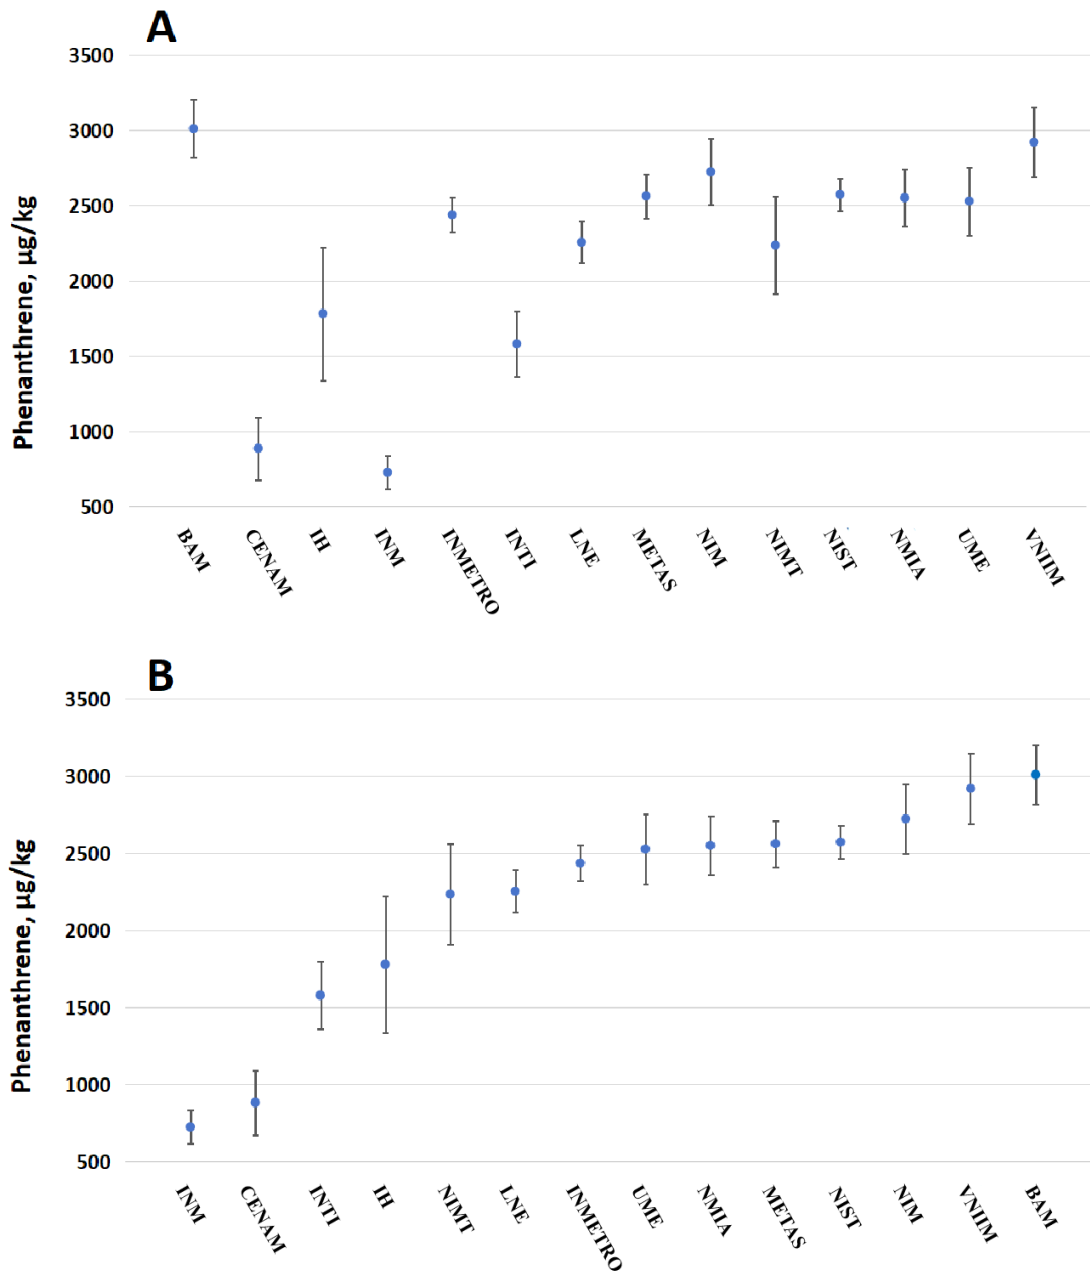 A
3500
3000
2500
2000
1500
1000
500
Phenanthrene, µg/kg
BAM
CENAM
IH
INM
INMETRO
INTI
LNE
METAS
NIM
NIMT
NIST
NMIA
UME
VNIIM
B
3500
3000
2500
2000
1500
1000
500
Phenanthrene, µg/kg
INM
CENAM
INTI
IH
NIMT
LNE
INMETRO
UME
NMIA
METAS
NIST
NIM
VNIIM
BAM